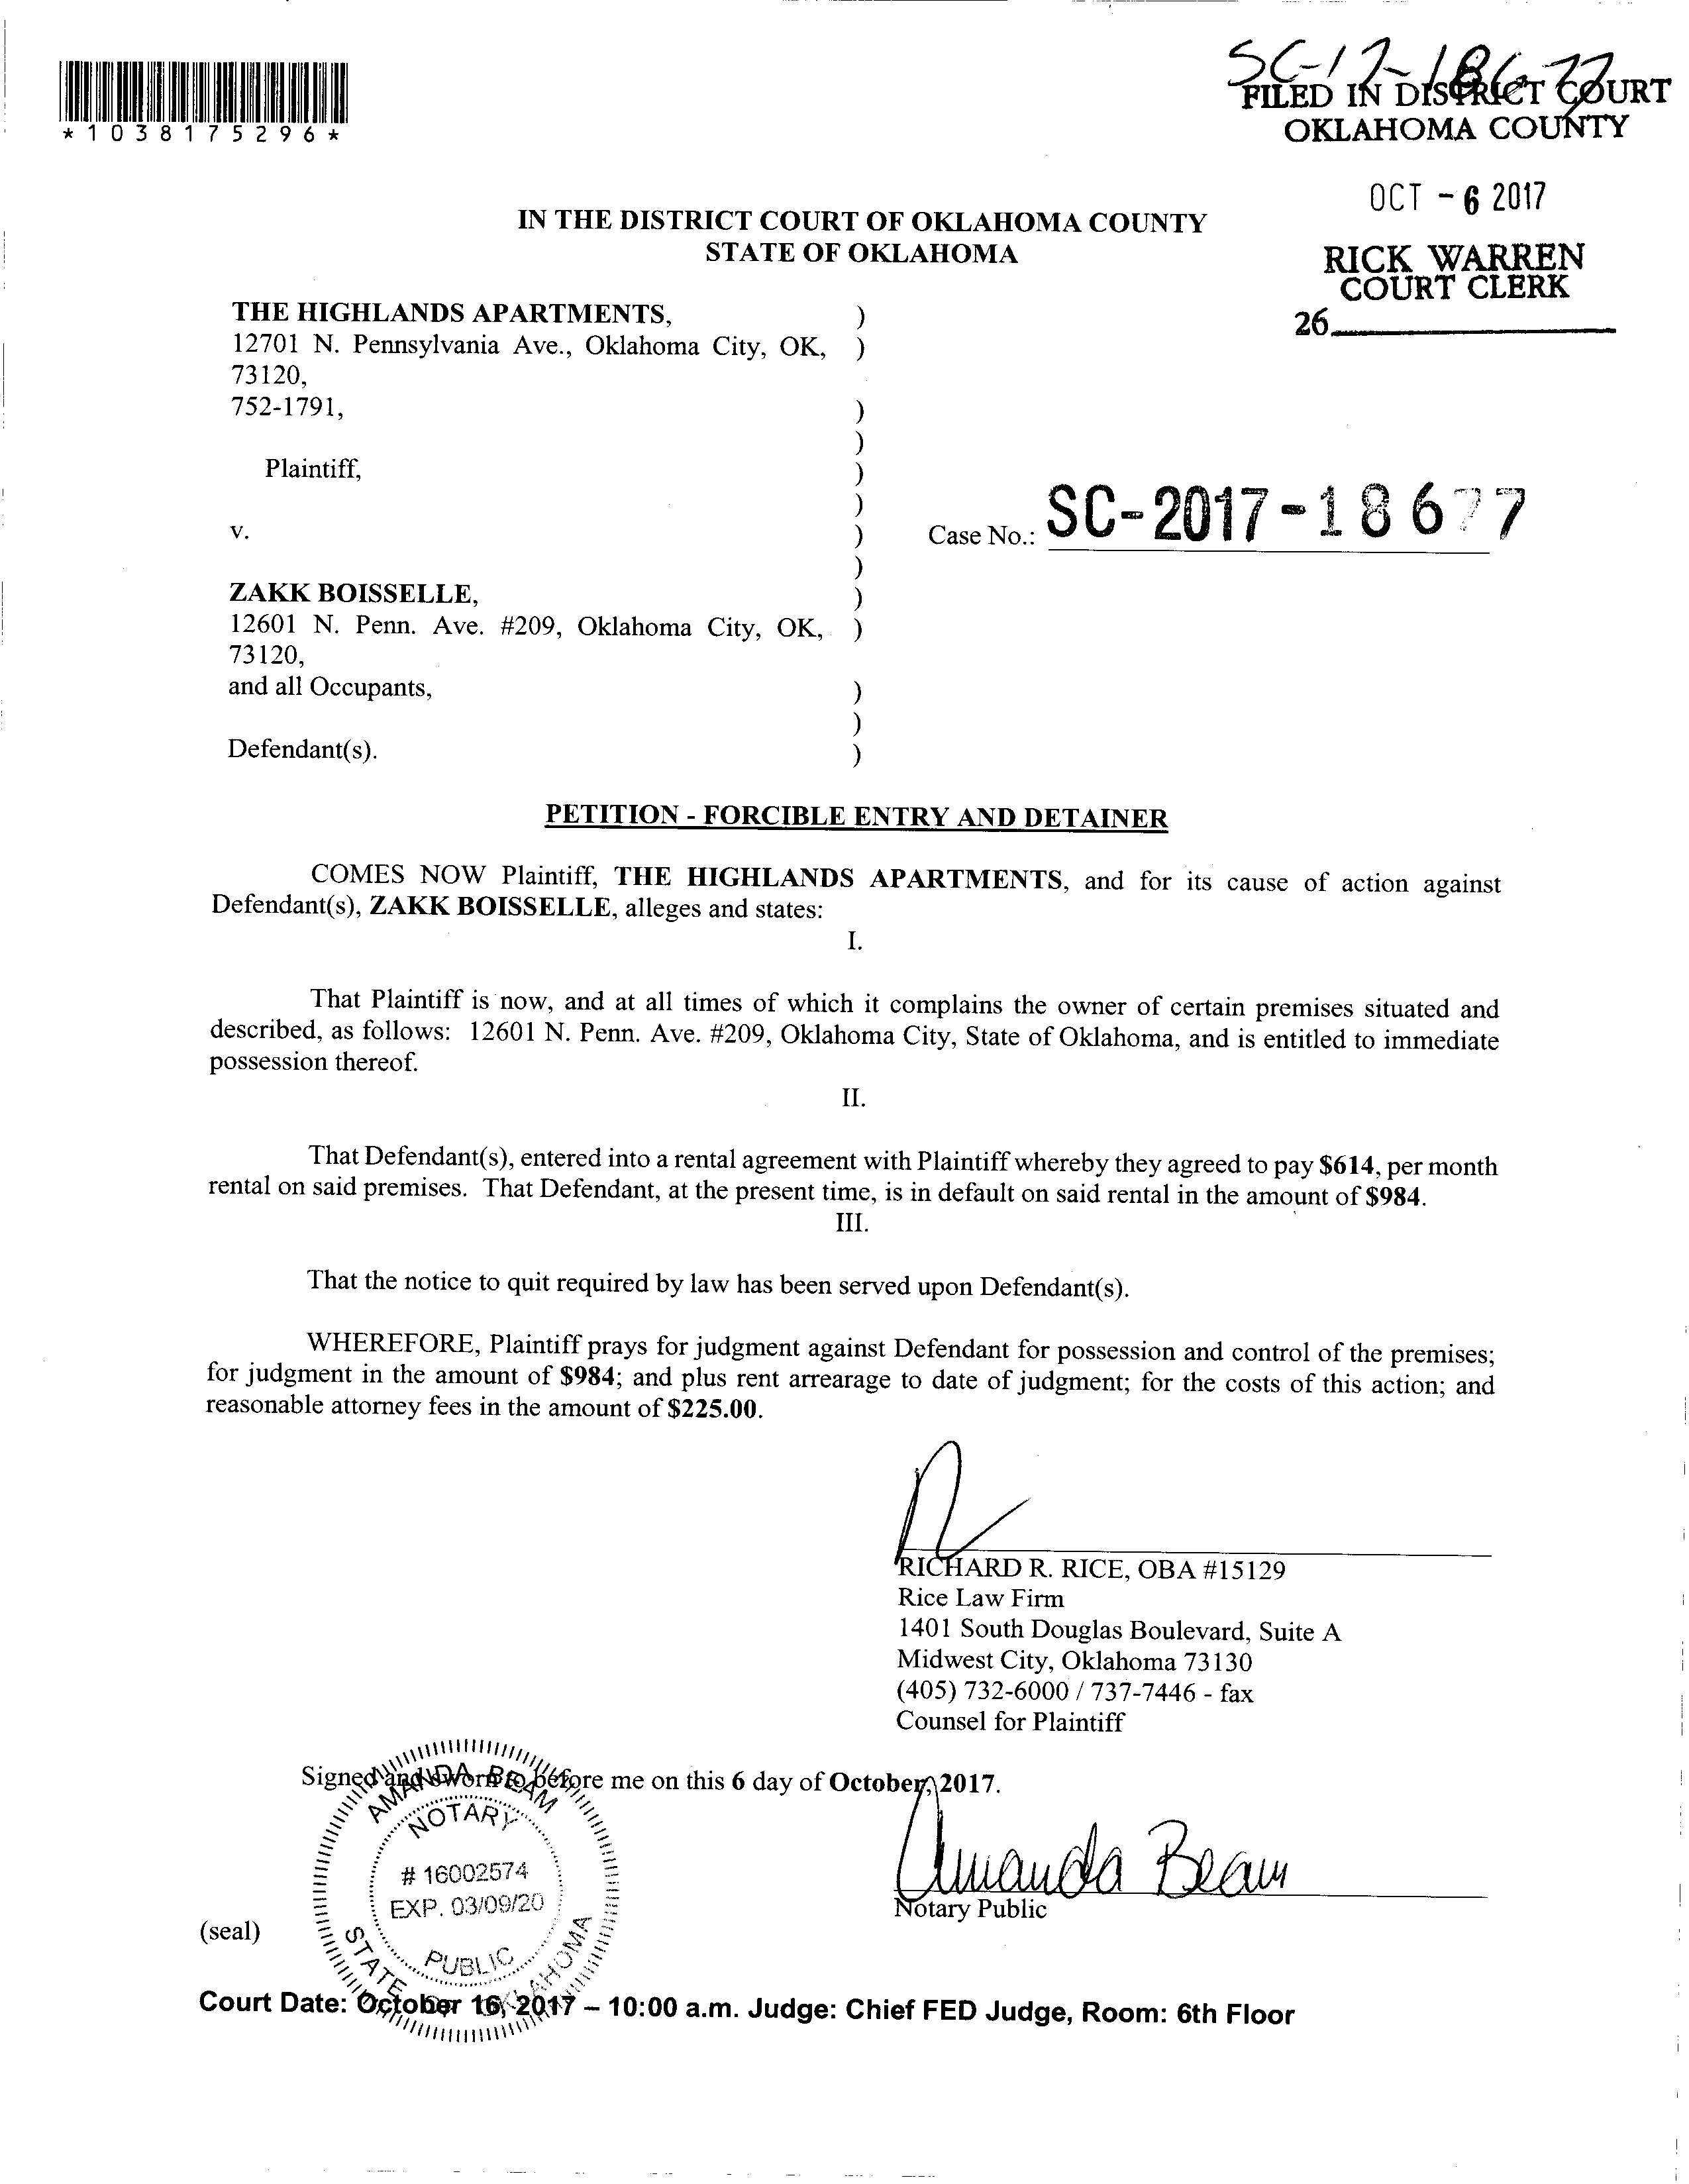 SC-17-18677
FILED IN DISTRICT COURT
OKLAHOMA COUNTY
*1038175296*
OCT - 6 2017
RICK WARREN
COURT CLERK
26
IN THE DISTRICT COURT OF OKLAHOMA COUNTY
STATE OF OKLAHOMA
THE HIGHLANDS APARTMENTS, )
12701 N. Pennsylvania Ave., Oklahoma City, OK, )
73120,
752-1791, )
)
Plaintiff, )
)
v. )
Case No.: SC-2017-18677
)
ZAKK BOISSELLE, )
12601 N. Penn. Ave. #209, Oklahoma City, OK, )
73120,
and all Occupants, )
)
Defendant(s). )
PETITION - FORCIBLE ENTRY AND DETAINER
COMES NOW Plaintiff, THE HIGHLANDS APARTMENTS, and for its cause of action against
Defendant(s), ZAKK BOISSELLE, alleges and states:
I.
That Plaintiff is now, and at all times of which it complains the owner of certain premises situated and
described, as follows: 12601 N. Penn. Ave. #209, Oklahoma City, State of Oklahoma, and is entitled to immediate
possession thereof.
II.
That Defendant(s), entered into a rental agreement with Plaintiff whereby they agreed to pay $614, per month
rental on said premises. That Defendant, at the present time, is in default on said rental in the amount of $984.
III.
That the notice to quit required by law has been served upon Defendant(s).
WHEREFORE, Plaintiff prays for judgment against Defendant for possession and control of the premises;
for judgment in the amount of $984; and plus rent arrearage to date of judgment; for the costs of this action; and
reasonable attorney fees in the amount of $225.00.
RICHARD R. RICE, OBA #15129
Rice Law Firm
1401 South Douglas Boulevard, Suite A
Midwest City, Oklahoma 73130
(405) 732-6000 / 737-7446 - fax
Counsel for Plaintiff
Signed and sworn to before me on this 6 day of October, 2017.
AMANDA BEAM
NOTARY
# 16002574
EXP. 03/09/20
PUBLIC
STATE OF OKLAHOMA
Amanda Beam
Notary Public
(seal)
Court Date: October 16, 2017 – 10:00 a.m. Judge: Chief FED Judge, Room: 6th Floor